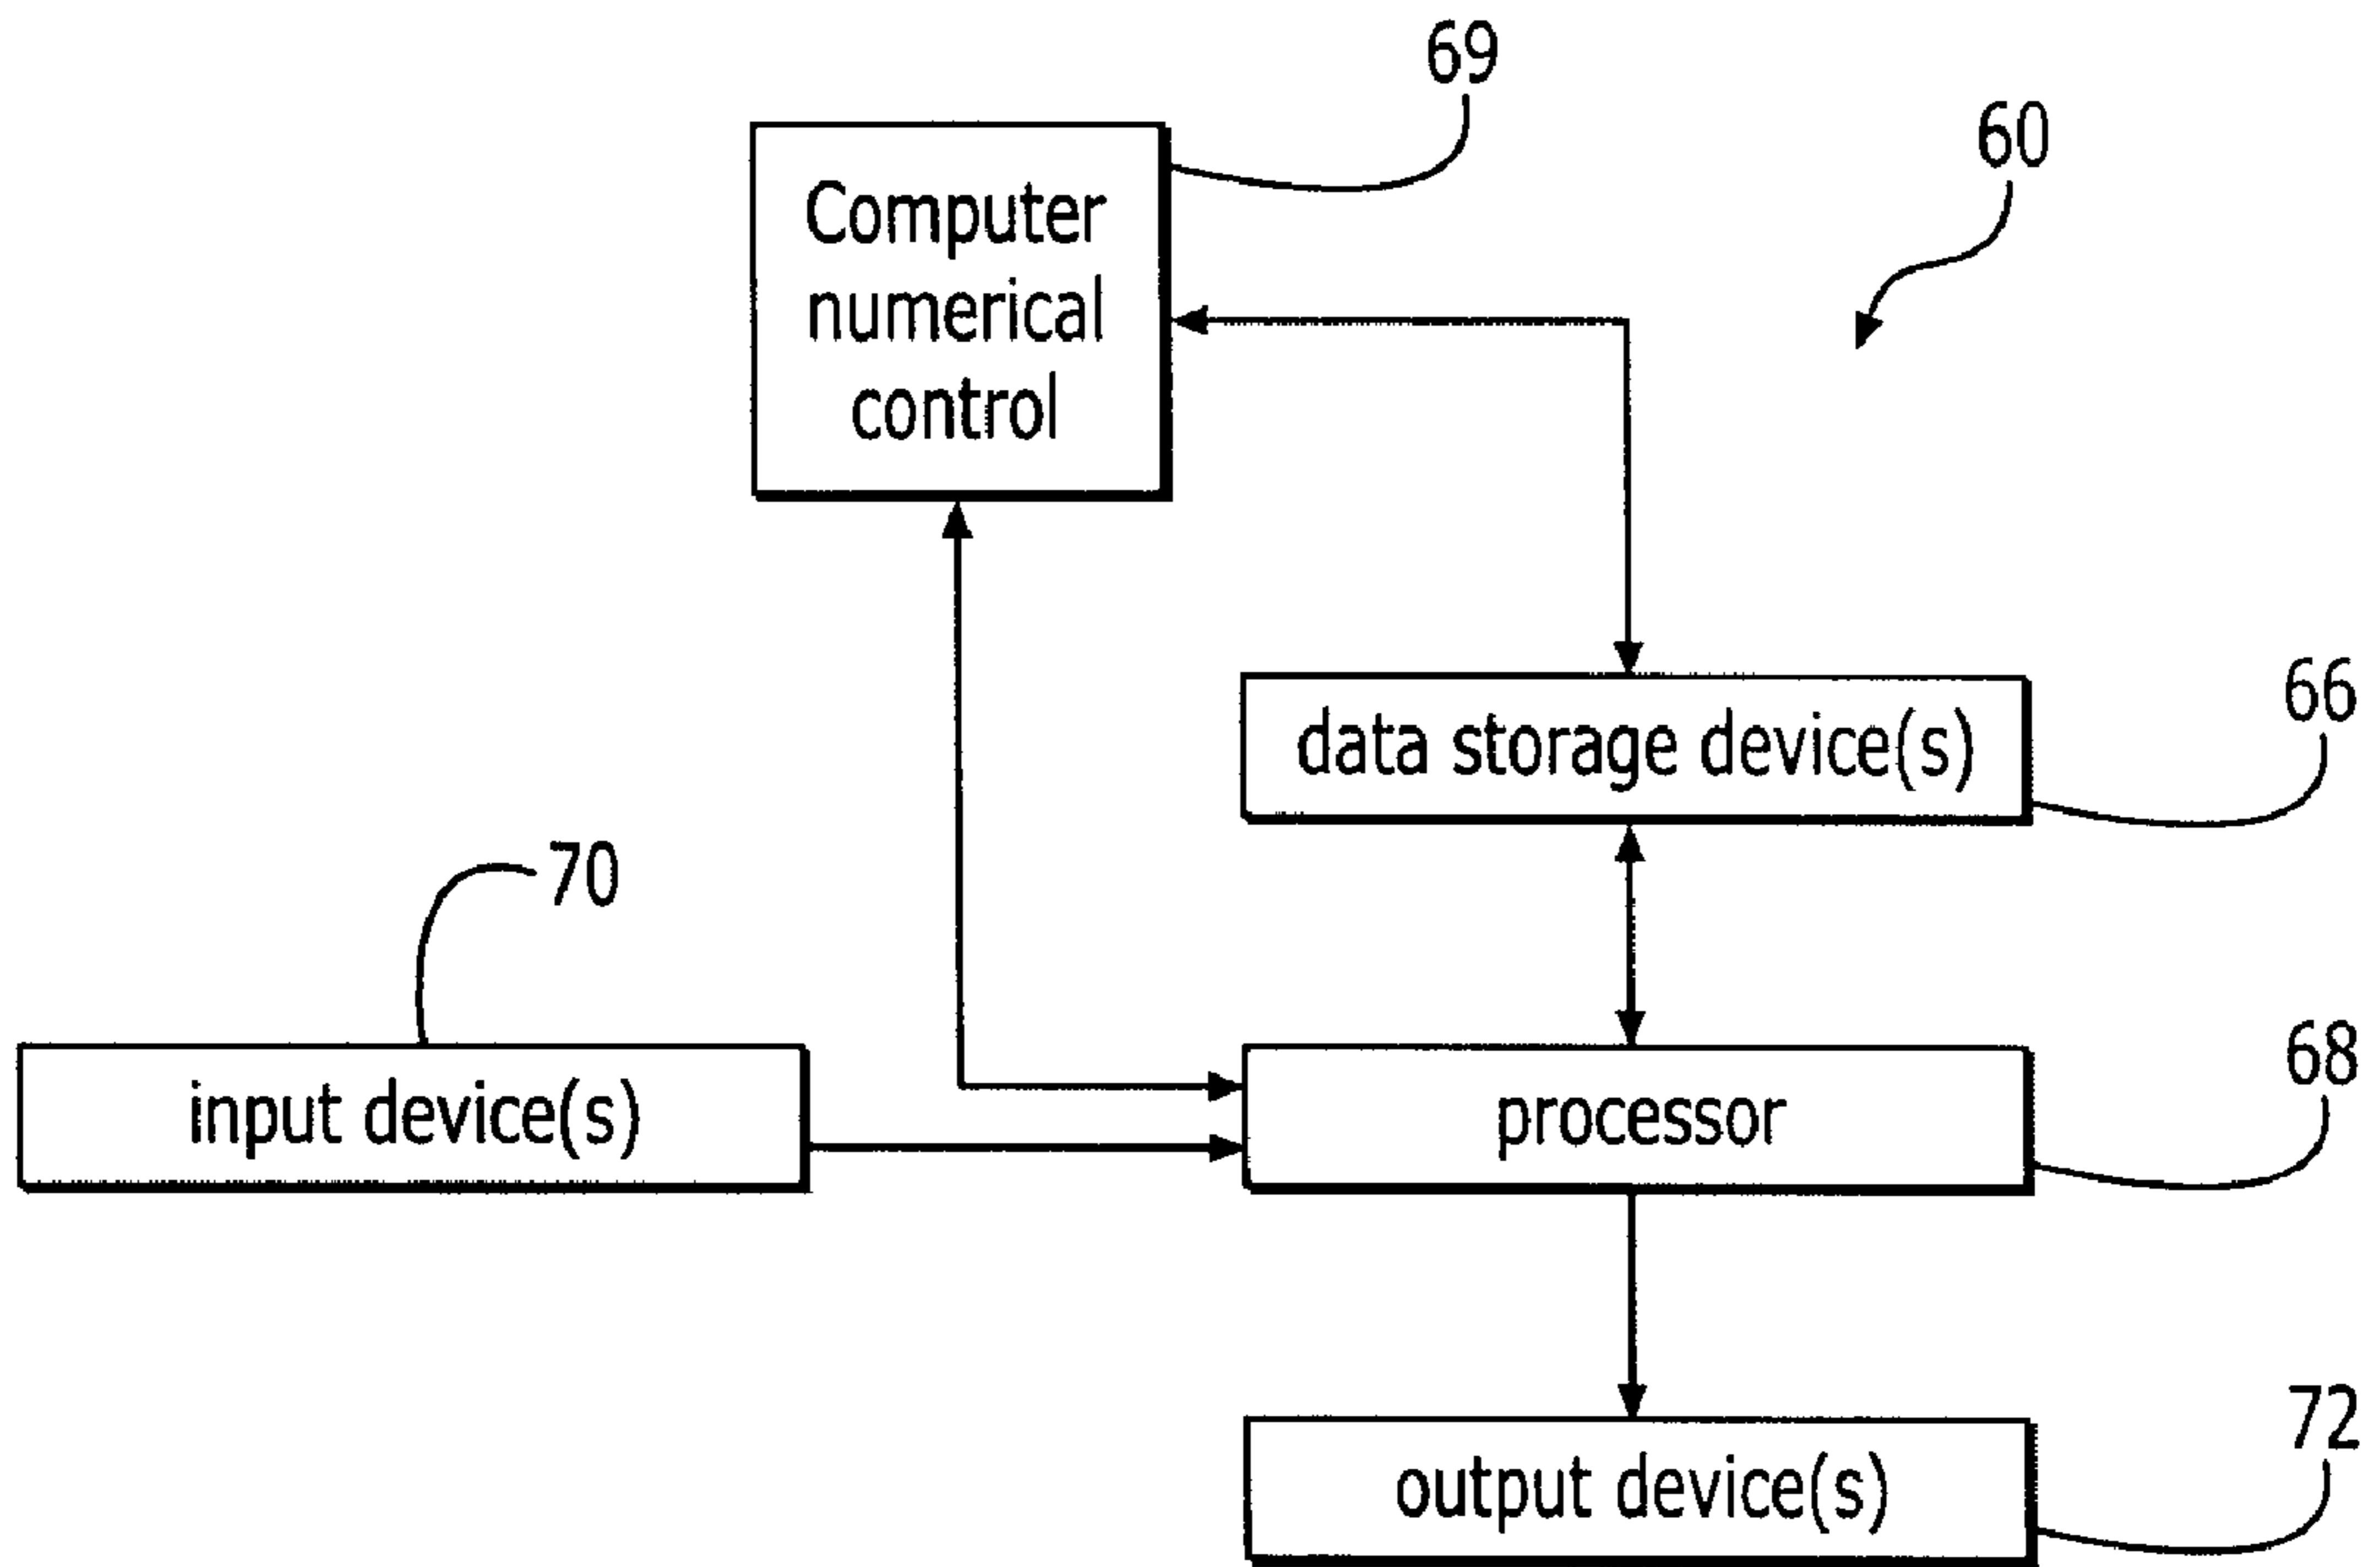 69
60
Computer
numerical
control
66
data storage device(s)
70
68
input device(s)
processor
72
output device(s)